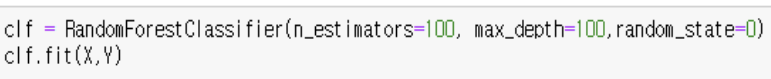 clf = RandomForestClassifier(n_estimators=100, max_depth=100,random_state=0)
clf.fit(X,Y)